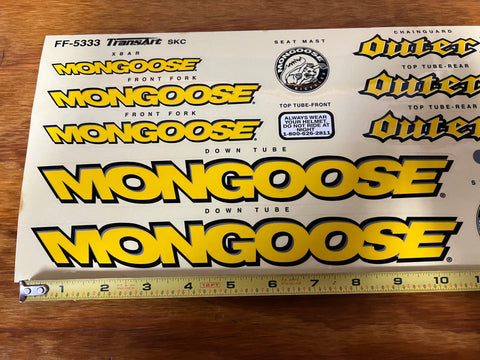 FF-5333 TransArt SKC
XBAR
MONGOOSE
FRONT FORK
MONGOOSE
FRONT FORK
MONGOOSE
SEAT MAST
MONGOOSE
TOP TUBE-FRONT
ALWAYS WEAR
YOUR HELMET.
DO NOT RIDE AT
NIGHT
1-800-626-2811
CHAINGUARD
Outer
TOP TUBE-REAR
Outer
TOP TUBE-REAR
Outer
DOWN TUBE
MONGOOSE®
DOWN TUBE
MONGOOSE®
S
1 2 3 4 5 6 7 8 9 10